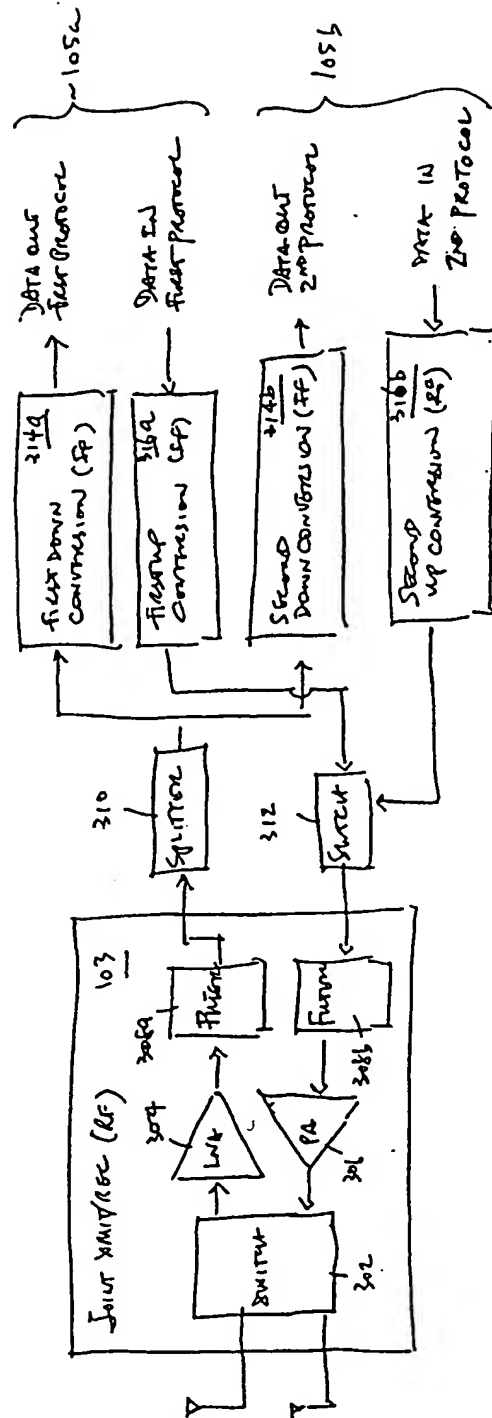 JOINT XMIT/REC (RF)
103
SWITCH
302
LNA
304
PA
306
FILTER
308a
FILTER
308b
SPLITTER
310
SWITCH
312
FIRST DOWN
CONVERSION (IF)
314a
FIRST UP
CONVERSION (IF)
316a
SECOND
DOWN CONVERSION (IF)
314b
SECOND
UP CONVERSION
316b
DATA OUT
FIRST PROTOCOL
DATA IN
FIRST PROTOCOL
DATA OUT
2ND PROTOCOL
DATA IN
2ND PROTOCOL
~105a
105b